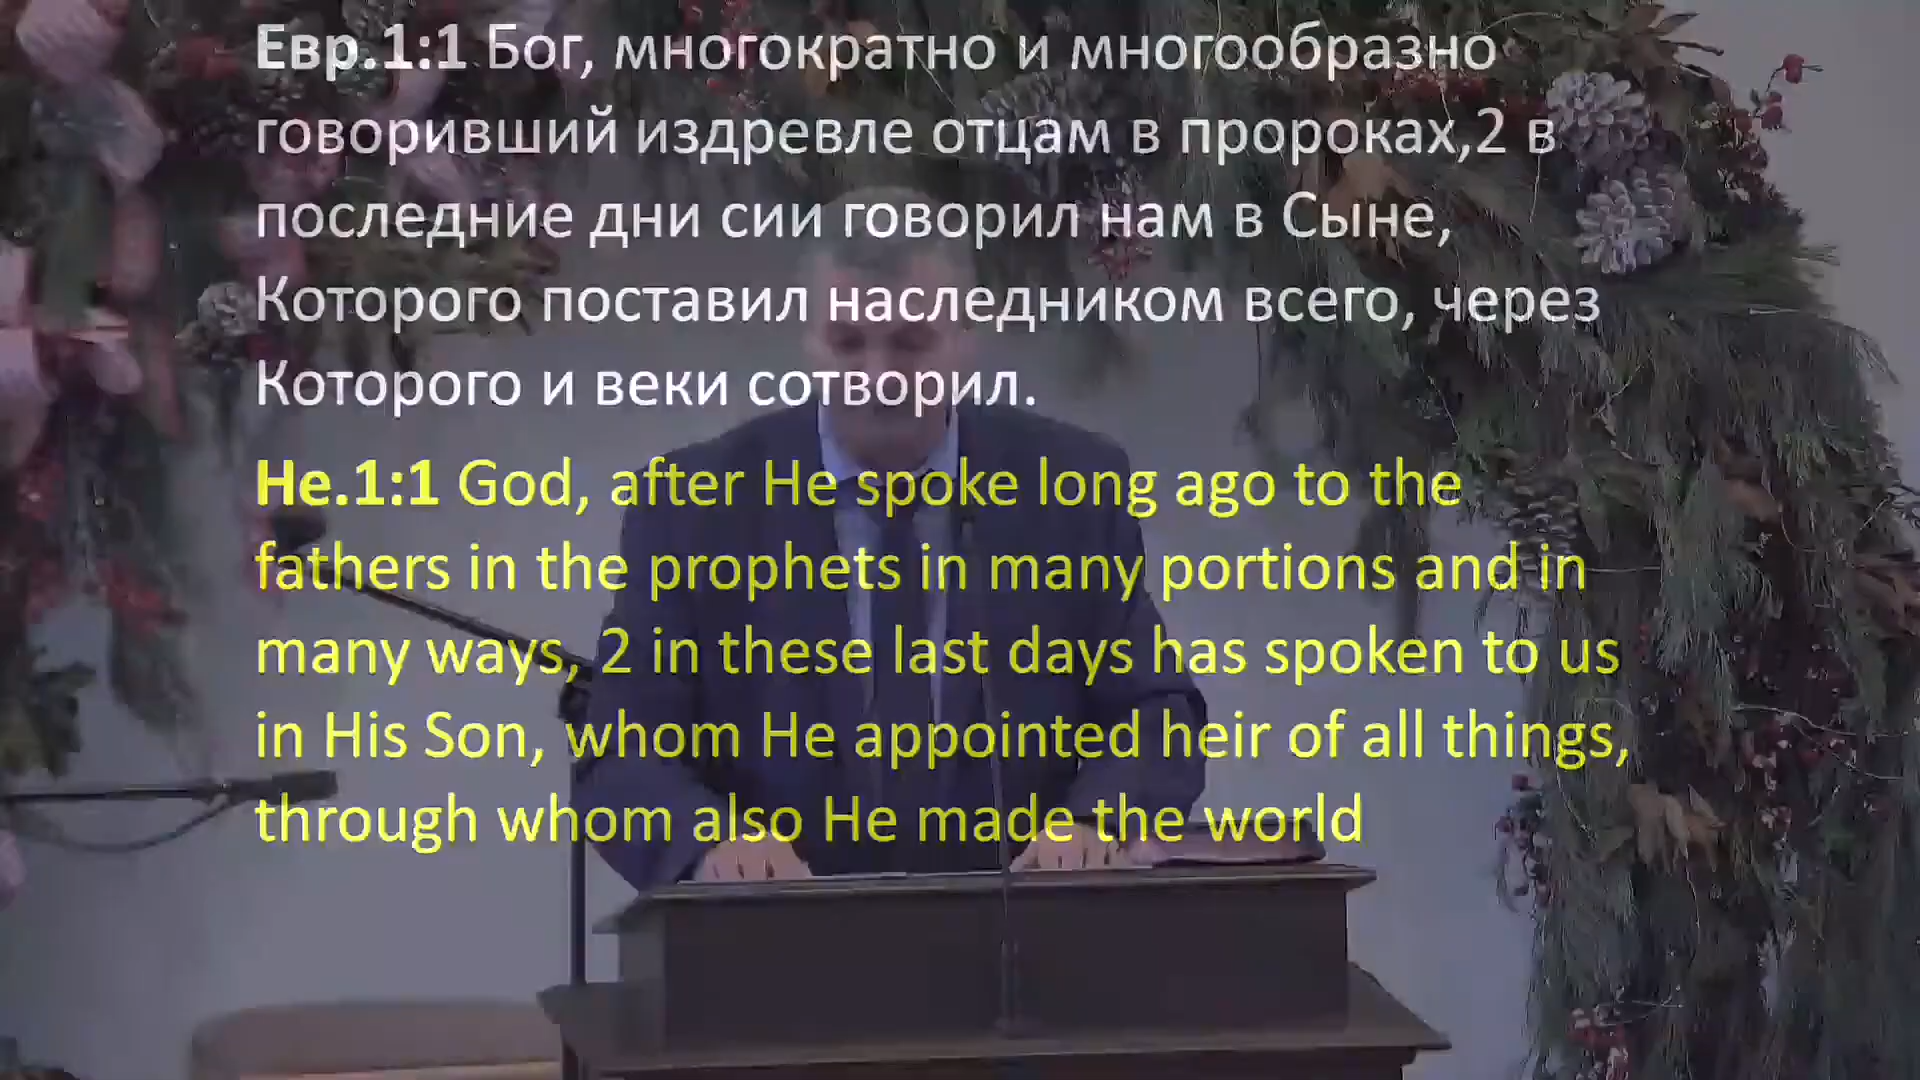 Евр.1:1 Бог, многократно и многообразно
говоривший издревле отцам в пророках,2 в
последние дни сии говорил нам в Сыне,
Которого поставил наследником всего, через
Которого и веки сотворил.
He.1:1 God, after He spoke long ago to the
fathers in the prophets in many portions and in
many ways, 2 in these last days has spoken to us
in His Son, whom He appointed heir of all things,
through whom also He made the world